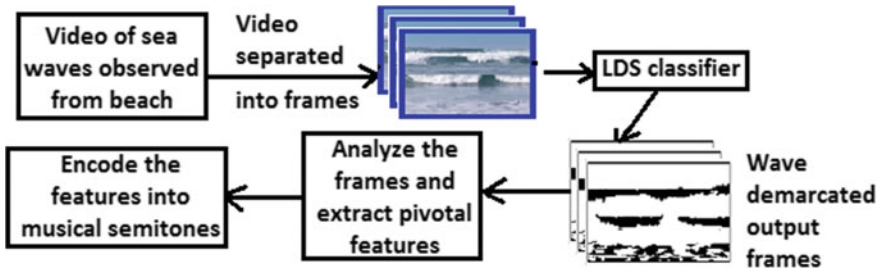 Video of sea
waves observed
from beach
Video
separated
into frames
LDS classifier
Wave
demarcated
output
frames
Analyze the
frames and
extract pivotal
features
Encode the
features into
musical semitones